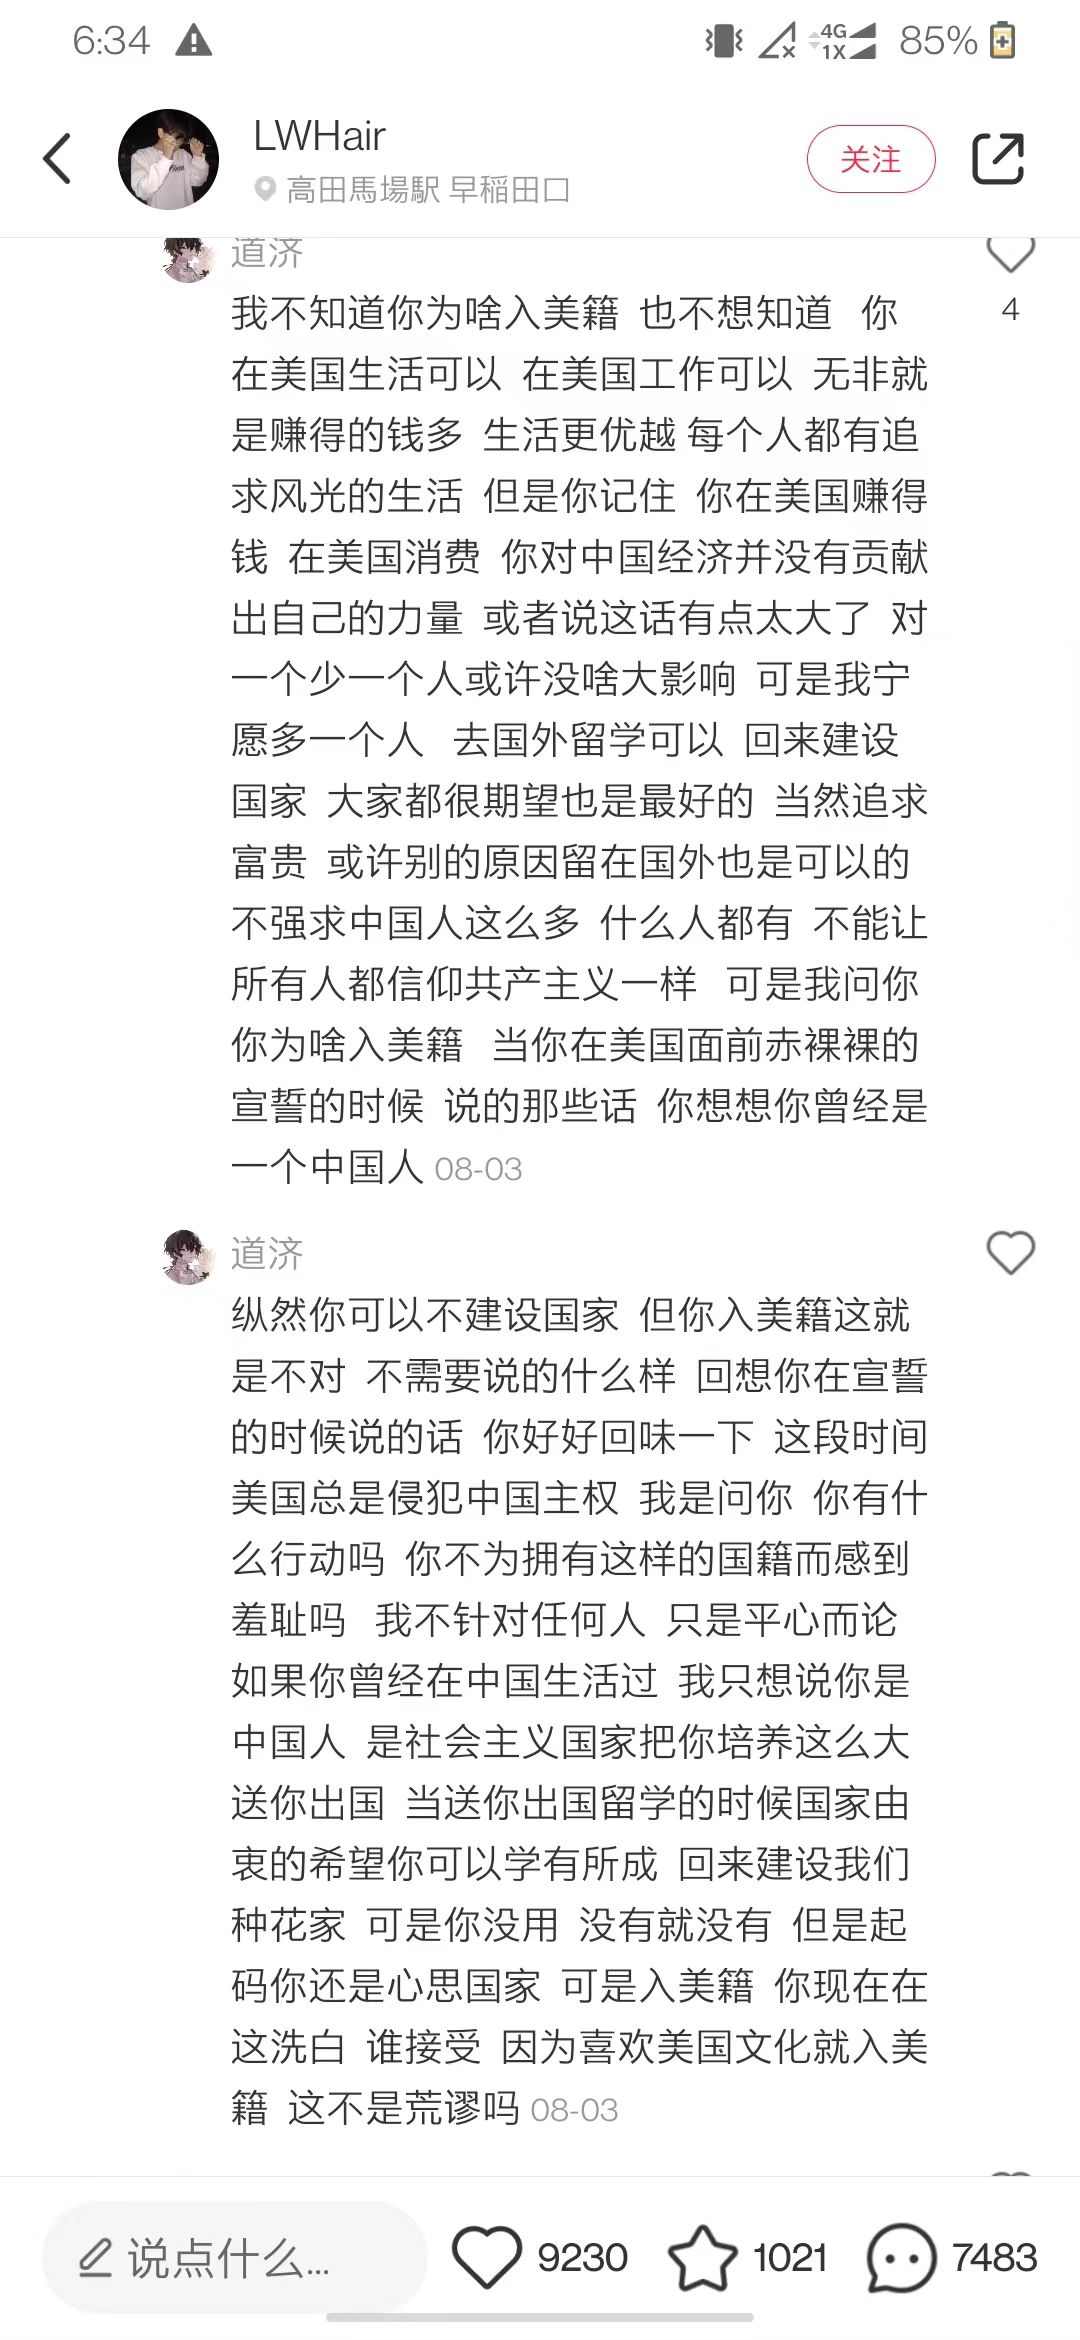 6:34
4G
1X
85%
LWHair
关注
高田馬場駅 早稲田口
道济
我不知道你为啥入美籍 也不想知道 你
4
在美国生活可以 在美国工作可以 无非就
是赚得的钱多 生活更优越 每个人都有追
求风光的生活 但是你记住 你在美国赚得
钱 在美国消费 你对中国经济并没有贡献
出自己的力量 或者说这话有点太大了 对
一个少一个人或许没啥大影响 可是我宁
愿多一个人 去国外留学可以 回来建设
国家 大家都很期望也是最好的 当然追求
富贵 或许别的原因留在国外也是可以的
不强求中国人这么多 什么人都有 不能让
所有人都信仰共产主义一样 可是我问你
你为啥入美籍 当你在美国面前赤裸裸的
宣誓的时候 说的那些话 你想想你曾经是
一个中国人 08-03
道济
纵然你可以不建设国家 但你入美籍这就
是不对 不需要说的什么样 回想你在宣誓
的时候说的话 你好好回味一下 这段时间
美国总是侵犯中国主权 我是问你 你有什
么行动吗 你不为拥有这样的国籍而感到
羞耻吗 我不针对任何人 只是平心而论
如果你曾经在中国生活过 我只想说你是
中国人 是社会主义国家把你培养这么大
送你出国 当送你出国留学的时候国家由
衷的希望你可以学有所成 回来建设我们
种花家 可是你没用 没有就没有 但是起
码你还是心思国家 可是入美籍 你现在在
这洗白 谁接受 因为喜欢美国文化就入美
籍 这不是荒谬吗 08-03
说点什么...
9230
1021
7483